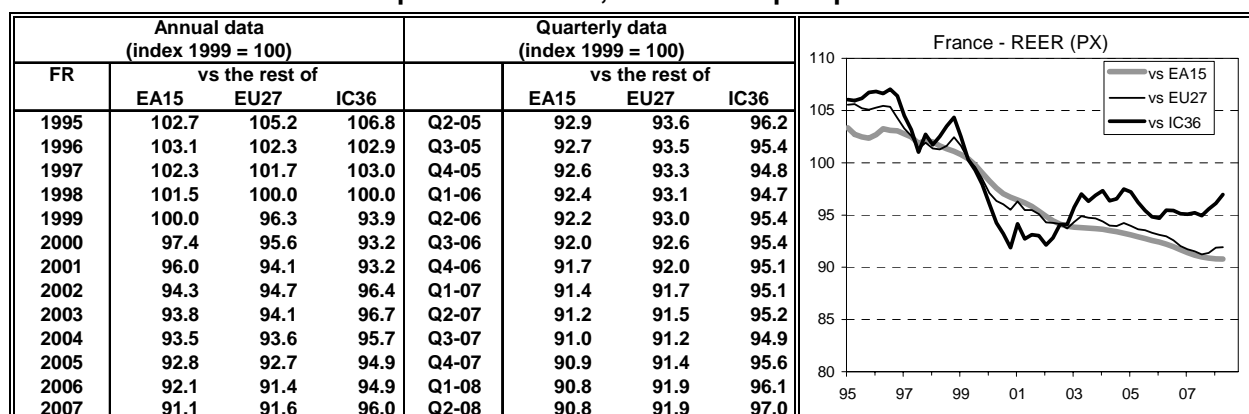 Annual data Quarterly data
(index 1999 = 100) (index 1999 = 100)
FR vs the rest of vs the rest of
EA15 EU27 IC36 EA15 EU27 IC36
1995 102.7 105.2 106.8 Q2-05 92.9 93.6 96.2
1996 103.1 102.3 102.9 Q3-05 92.7 93.5 95.4
1997 102.3 101.7 103.0 Q4-05 92.6 93.3 94.8
1998 101.5 100.0 100.0 Q1-06 92.4 93.1 94.7
1999 100.0 96.3 93.9 Q2-06 92.2 93.0 95.4
2000 97.4 95.6 93.2 Q3-06 92.0 92.6 95.4
2001 96.0 94.1 93.2 Q4-06 91.7 92.0 95.1
2002 94.3 94.7 96.4 Q1-07 91.4 91.7 95.1
2003 93.8 94.1 96.7 Q2-07 91.2 91.5 95.2
2004 93.5 93.6 95.7 Q3-07 91.0 91.2 94.9
2005 92.8 92.7 94.9 Q4-07 90.9 91.4 95.6
2006 92.1 91.4 94.9 Q1-08 90.8 91.9 96.1
2007 91.1 91.6 96.0 Q2-08 90.8 91.9 97.0
France - REER (PX)
vs EA15
vs EU27
vs IC36
110
105
100
95
90
85
80
95 97 99 01 03 05 07